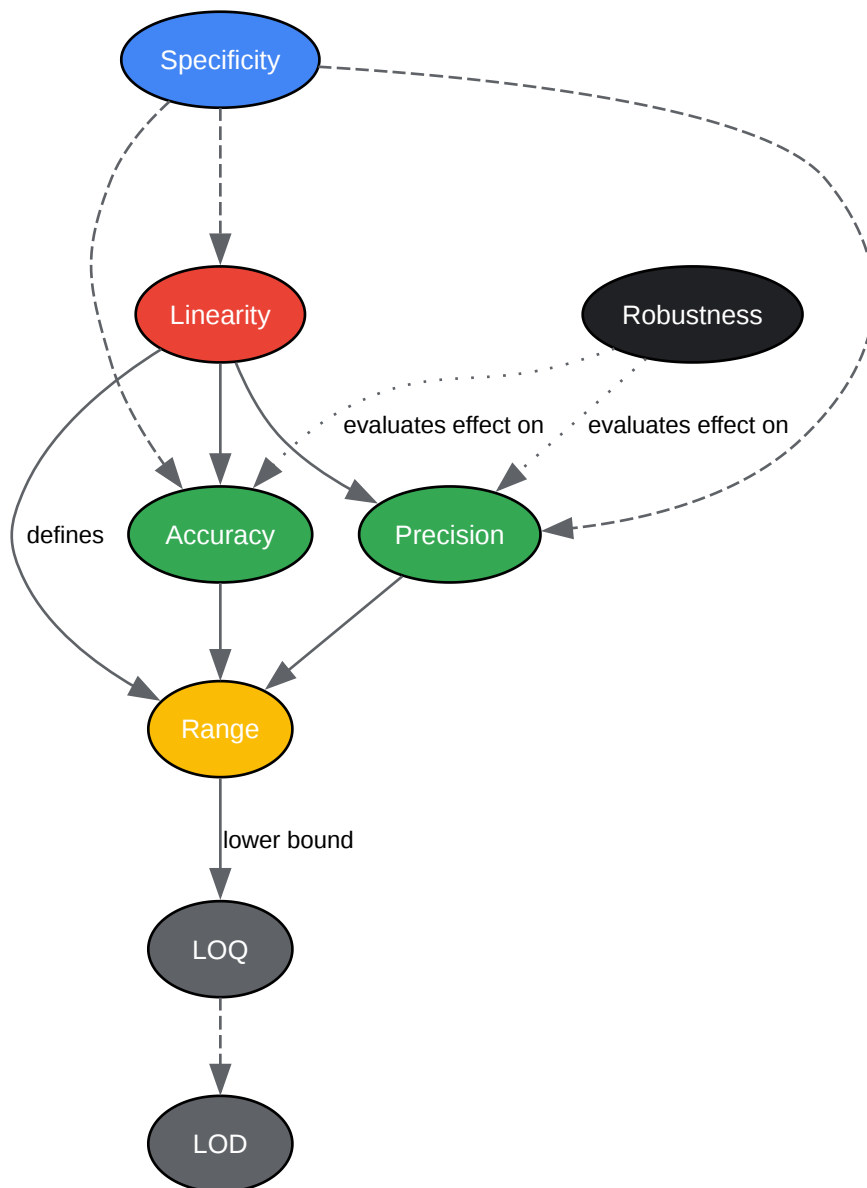 Specificity
Linearity
Robustness
evaluates effect on
evaluates effect on
defines
Accuracy
Precision
Range
lower bound
LOQ
LOD